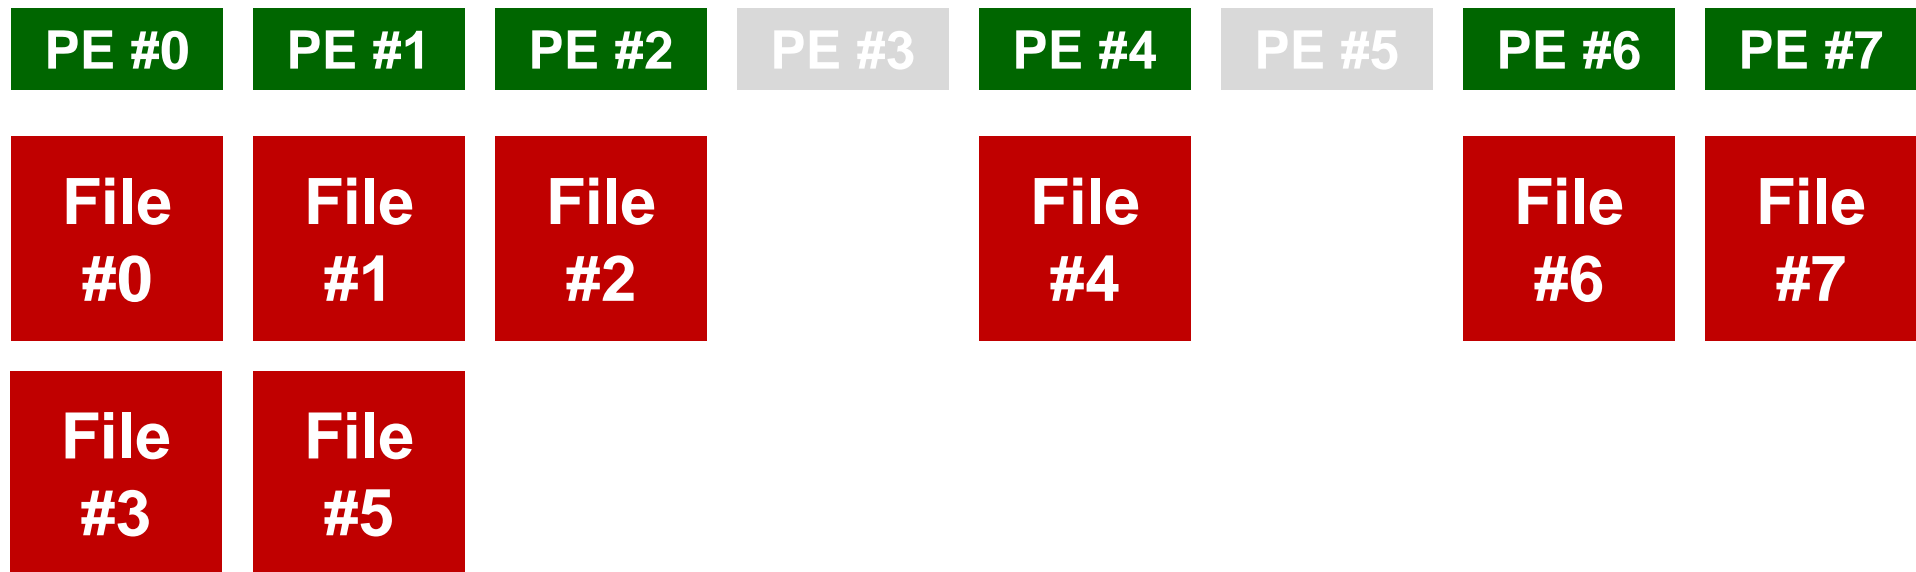 PE #0 PE #1 PE #2 PE #3 PE #4 PE #5 PE #6 PE #7
File File File File File File
#0 #1 #2 #4 #6 #7
File File
#3 #5